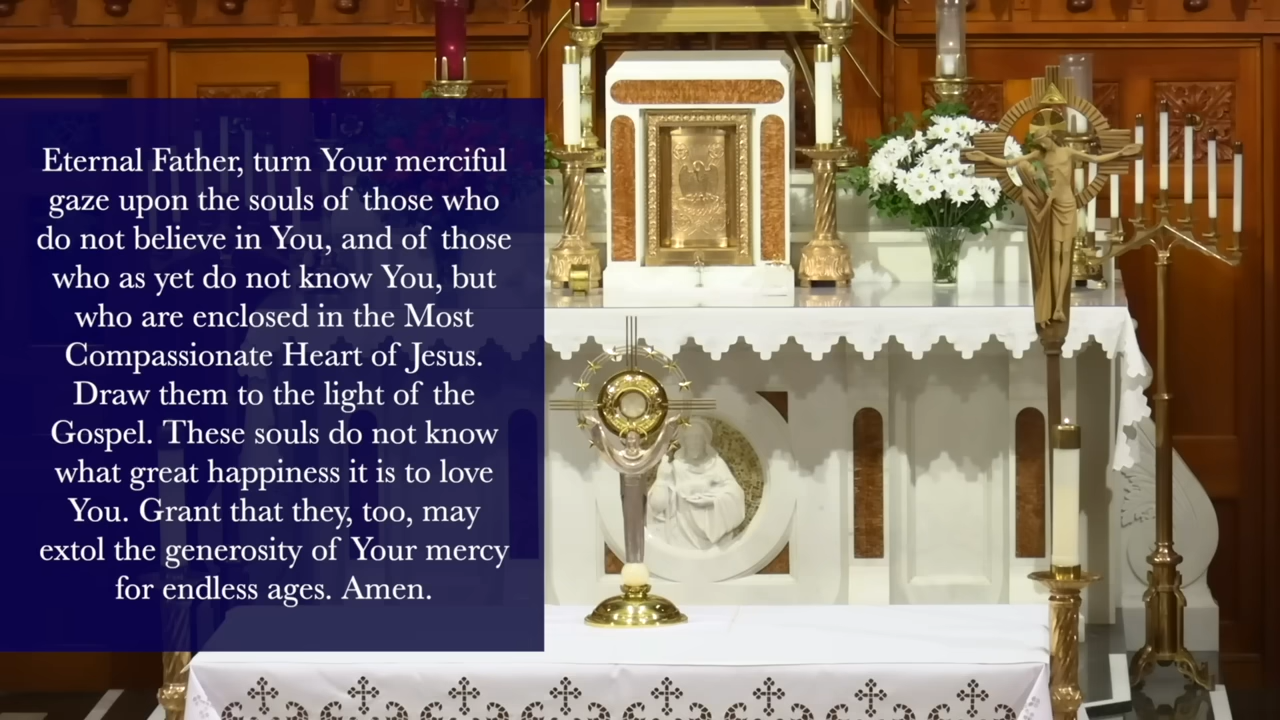 Eternal Father, turn Your merciful
gaze upon the souls of those who
do not believe in You, and of those
who as yet do not know You, but
who are enclosed in the Most
Compassionate Heart of Jesus.
Draw them to the light of the
Gospel. These souls do not know
what great happiness it is to love
You. Grant that they, too, may
extol the generosity of Your mercy
for endless ages. Amen.